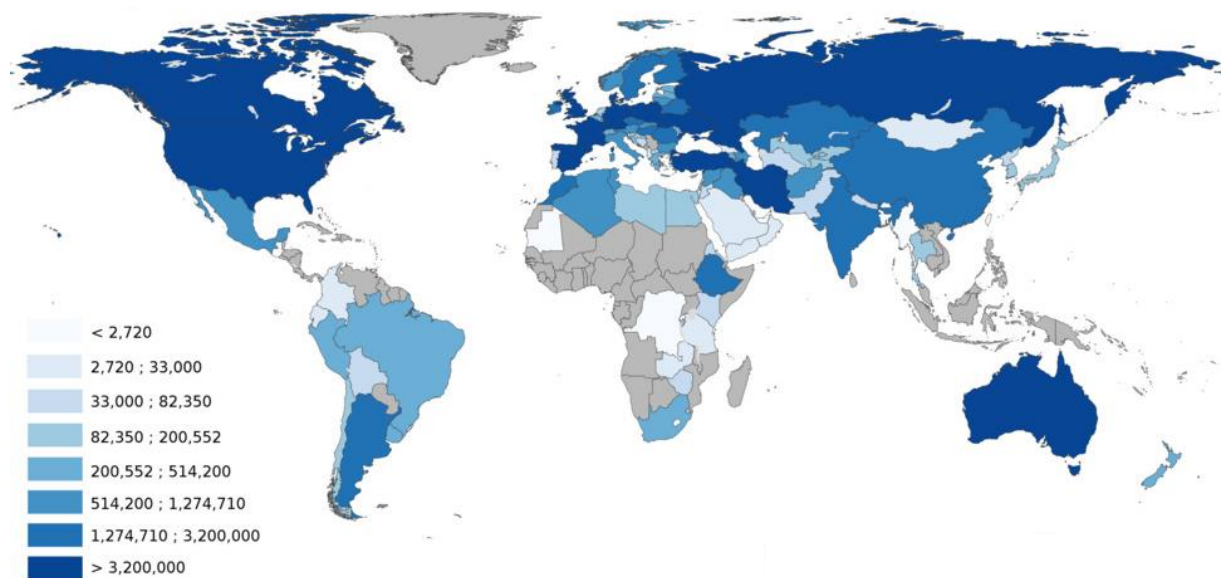 < 2,720
2,720 ; 33,000
33,000 ; 82,350
82,350 ; 200,552
200,552 ; 514,200
514,200 ; 1,274,710
1,274,710 ; 3,200,000
> 3,200,000